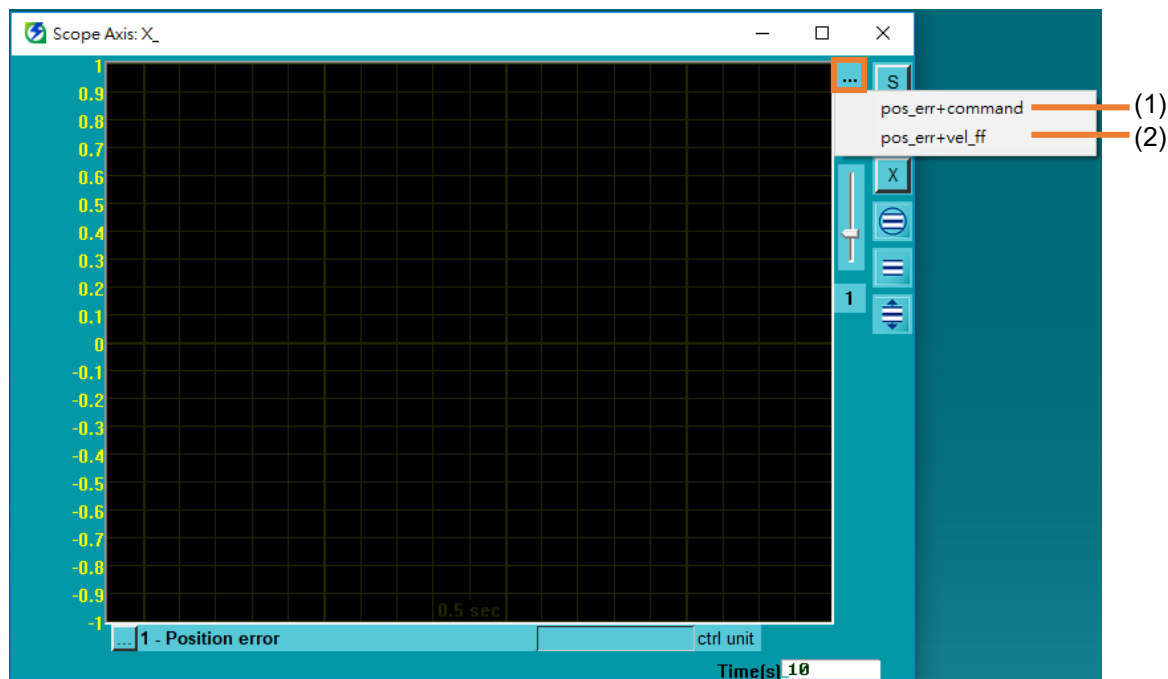 Scope Axis: X_
1
...
S
0.9
pos_err+command
(1)
0.8
pos_err+vel_ff
(2)
0.7
0.6
X
0.5
0.4
0.3
0.2
1
0.1
0
-0.1
-0.2
-0.3
-0.4
-0.5
-0.6
-0.7
-0.8
-0.9
0.5 sec
-1
... 1 - Position error
ctrl unit
Time(s) 10